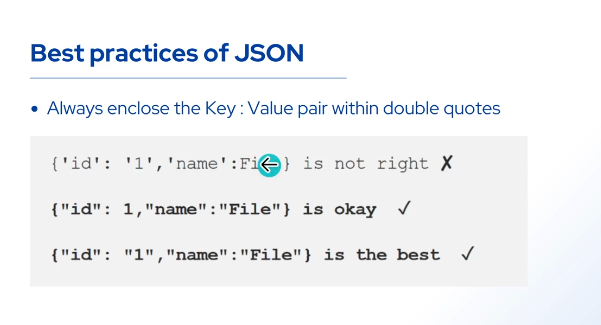 Best practices of JSON
• Always enclose the Key : Value pair within double quotes
{'id': '1','name':Fi } is not right ✗
{"id": 1,"name":"File"} is okay ✓
{"id": "1","name":"File"} is the best ✓